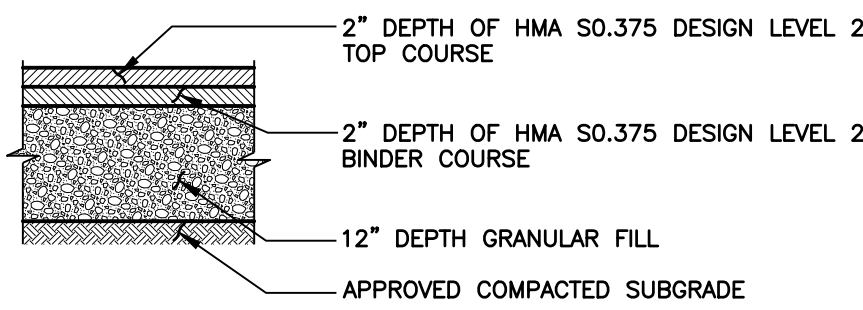 2” DEPTH OF HMA S0.375 DESIGN LEVEL 2
TOP COURSE
2” DEPTH OF HMA S0.375 DESIGN LEVEL 2
BINDER COURSE
12” DEPTH GRANULAR FILL
APPROVED COMPACTED SUBGRADE